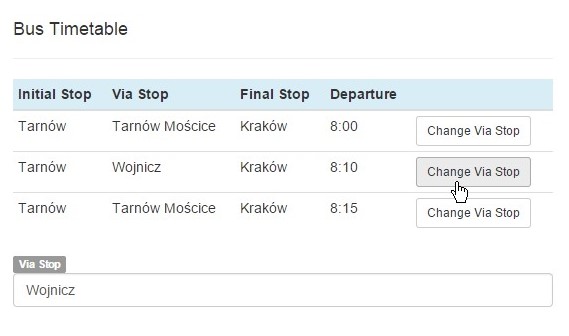 Bus Timetable
Initial Stop Via Stop Final Stop Departure
Tarnów Tarnów Mościce Kraków 8:00 Change Via Stop
Tarnów Wojnicz Kraków 8:10 Change Via Stop
Tarnów Tarnów Mościce Kraków 8:15 Change Via Stop
Via Stop
Wojnicz